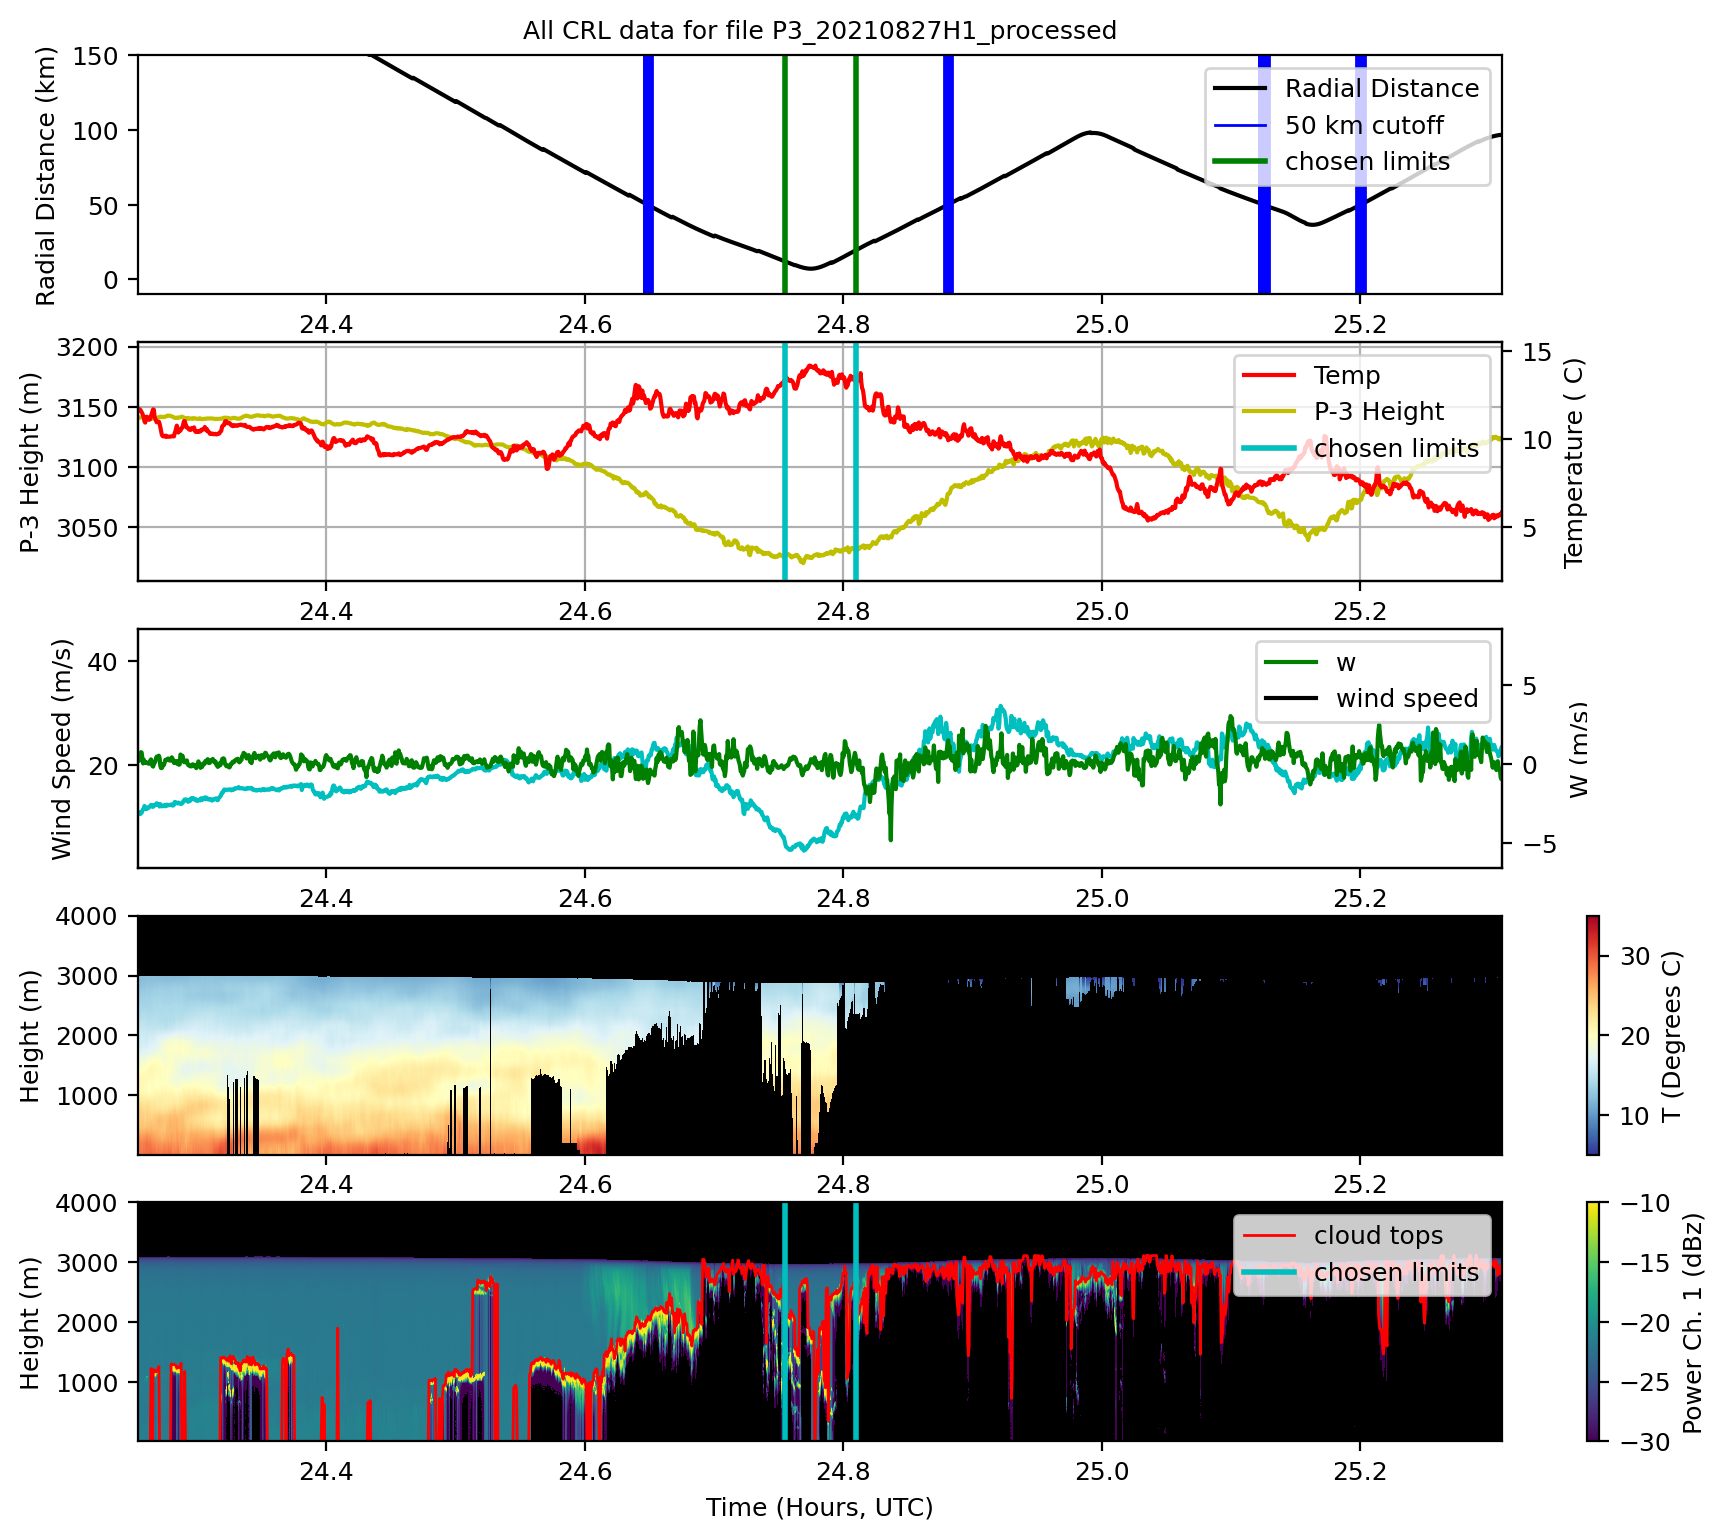 All CRL data for file P3_20210827H1_processed
Radial Distance (km)
150
100
50
0
Radial Distance
50 km cutoff
chosen limits
24.4 24.6 24.8 25.0 25.2
P-3 Height (m)
3200
3150
3100
3050
Temp
P-3 Height
chosen limits
15
10
5
Temperature ( C)
24.4 24.6 24.8 25.0 25.2
Wind Speed (m/s)
40
20
w
wind speed
5
0
−5
W (m/s)
24.4 24.6 24.8 25.0 25.2
Height (m)
4000
3000
2000
1000
30
20
10
T (Degrees C)
24.4 24.6 24.8 25.0 25.2
Height (m)
4000
3000
2000
1000
cloud tops
chosen limits
−10
−15
−20
−25
−30
Power Ch. 1 (dBz)
24.4 24.6 24.8 25.0 25.2
Time (Hours, UTC)